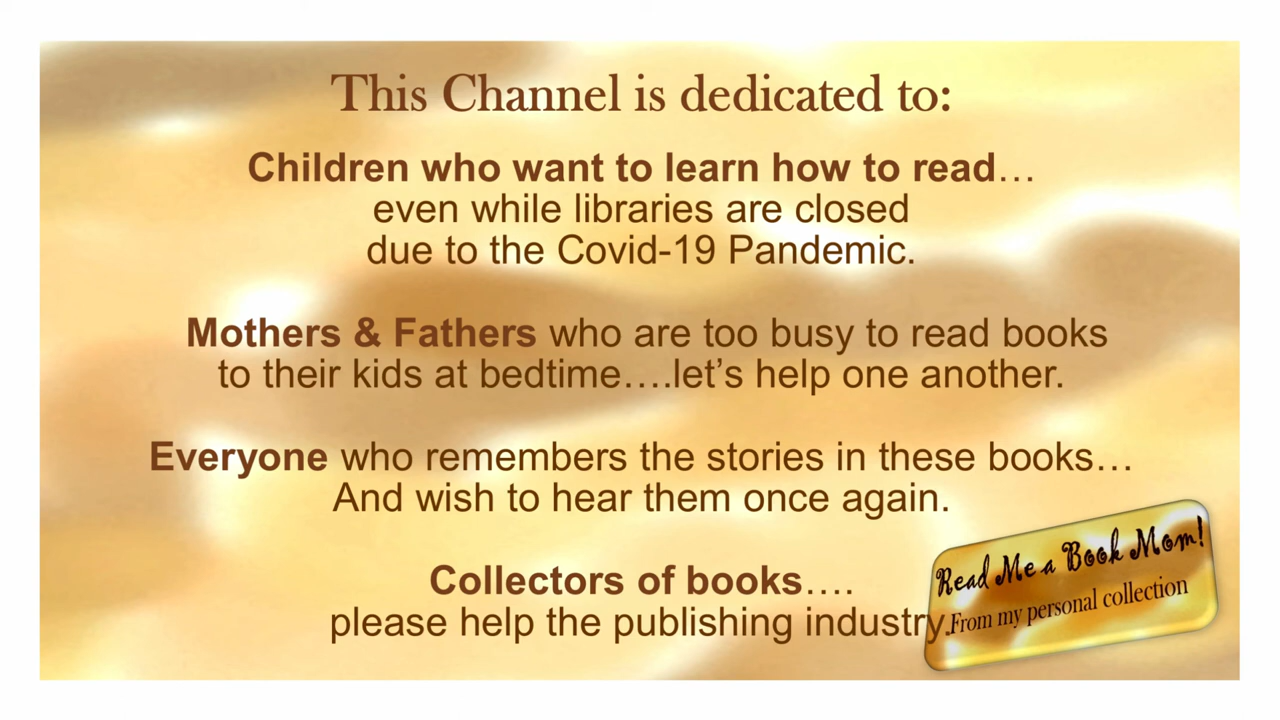 This Channel is dedicated to:
Children who want to learn how to read…
even while libraries are closed
due to the Covid-19 Pandemic.
Mothers & Fathers who are too busy to read books
to their kids at bedtime….let’s help one another.
Everyone who remembers the stories in these books…
And wish to hear them once again.
Collectors of books….
please help the publishing industry.
Read Me a Book Mom!
From my personal collection